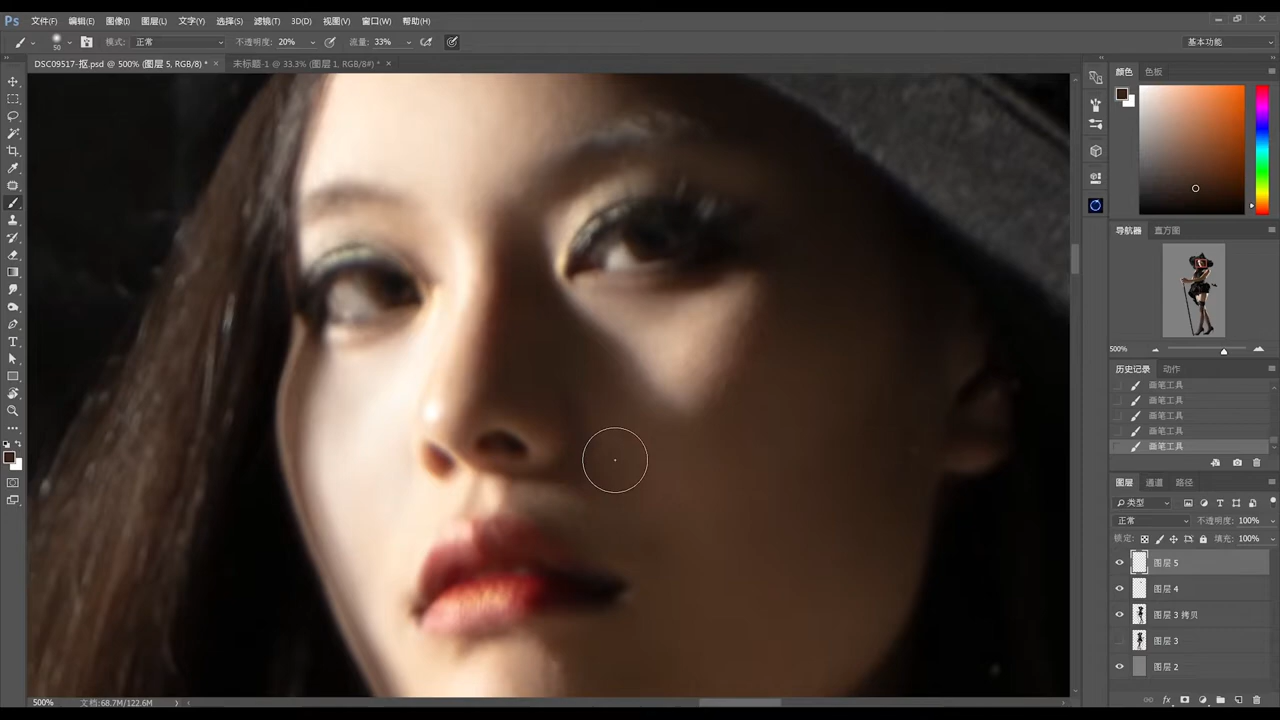 Ps 文件(F) 编辑(E) 图像(I) 图层(L) 文字(Y) 选择(S) 滤镜(T) 3D(D) 视图(V) 窗口(W) 帮助(H)
50 模式: 正常 不透明度: 20% 流量: 33% 基本功能
DSC09517-抠.psd @ 500% (图层 5, RGB/8) * × 未标题-1 @ 33.3% (图层 1, RGB/8#) * ×
颜色 色板
导航器 直方图
500%
历史记录 动作
画笔工具
画笔工具
画笔工具
画笔工具
画笔工具
图层 通道 路径
类型
正常 不透明度: 100%
锁定: 填充: 100%
图层 5
图层 4
图层 3 拷贝
图层 3
图层 2
fx
500% 文档:68.7M/122.6M